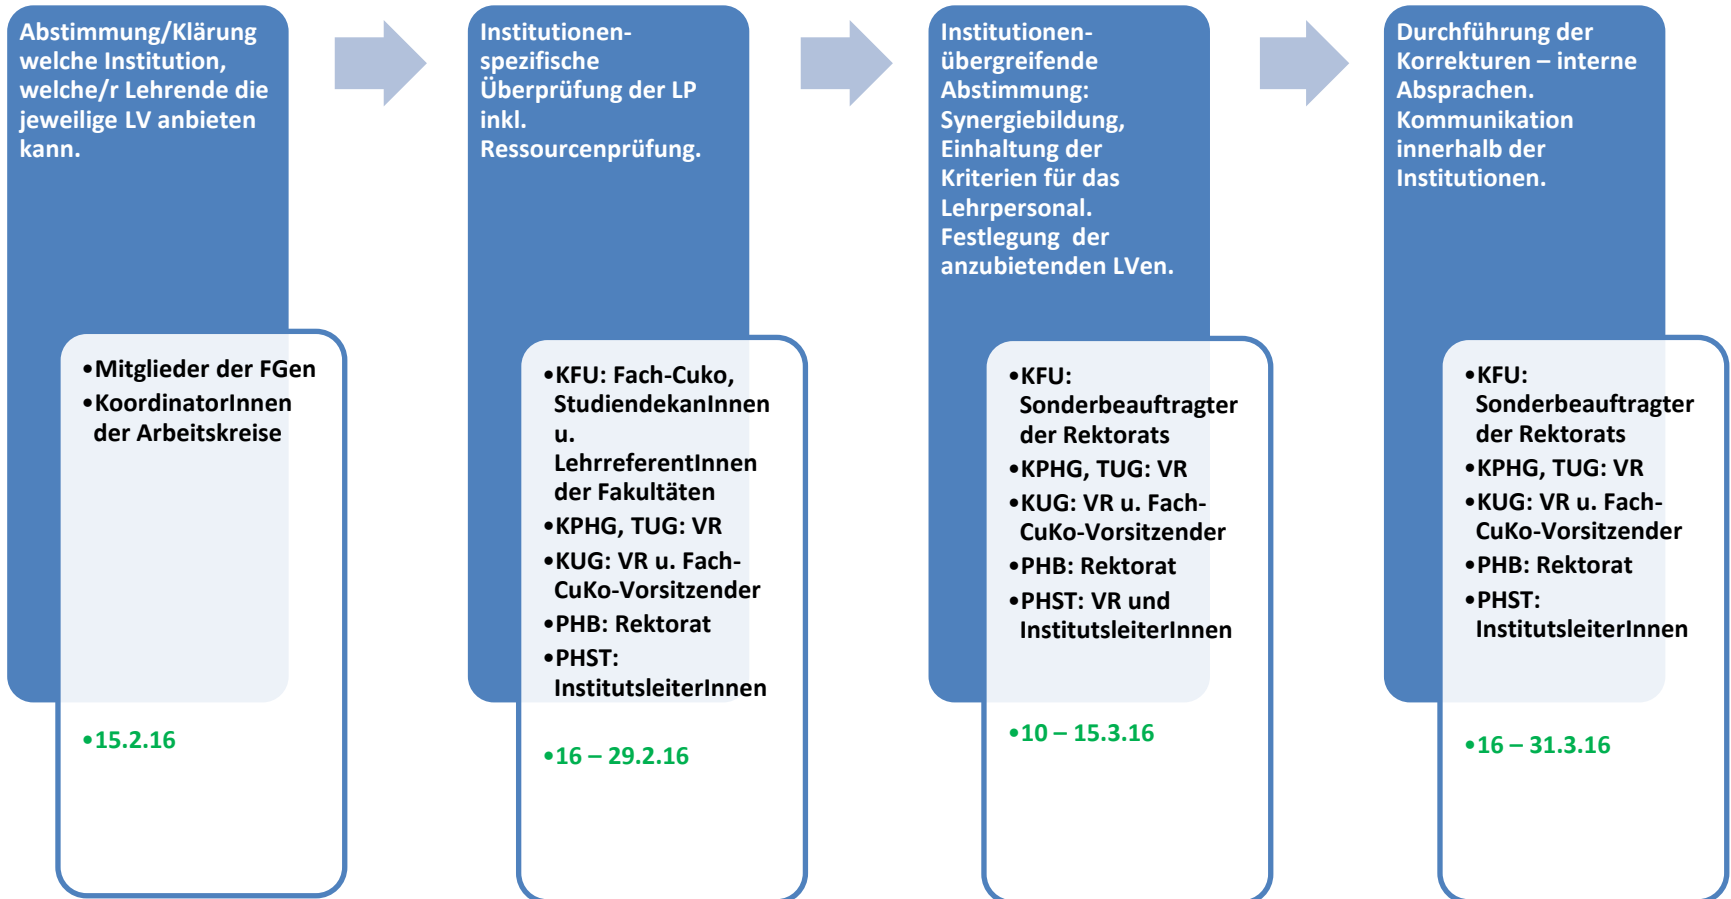 Abstimmung/Klärung
welche Institution,
welche/r Lehrende die
jeweilige LV anbieten
kann.
•Mitglieder der FGen
•KoordinatorInnen
der Arbeitskreise
•15.2.16
Institutionen-
spezifische
Überprüfung der LP
inkl.
Ressourcenprüfung.
•KFU: Fach-Cuko,
StudiendekanInnen
u.
LehrreferentInnen
der Fakultäten
•KPHG, TUG: VR
•KUG: VR u. Fach-
CuKo-Vorsitzender
•PHB: Rektorat
•PHST:
InstitutsleiterInnen
•16 – 29.2.16
Institutionen-
übergreifende
Abstimmung:
Synergiebildung,
Einhaltung der
Kriterien für das
Lehrpersonal.
Festlegung der
anzubietenden LVen.
•KFU:
Sonderbeauftragter
der Rektorats
•KPHG, TUG: VR
•KUG: VR u. Fach-
CuKo-Vorsitzender
•PHB: Rektorat
•PHST: VR und
InstitutsleiterInnen
•10 – 15.3.16
Durchführung der
Korrekturen – interne
Absprachen.
Kommunikation
innerhalb der
Institutionen.
•KFU:
Sonderbeauftragter
der Rektorats
•KPHG, TUG: VR
•KUG: VR u. Fach-
CuKo-Vorsitzender
•PHB: Rektorat
•PHST:
InstitutsleiterInnen
•16 – 31.3.16